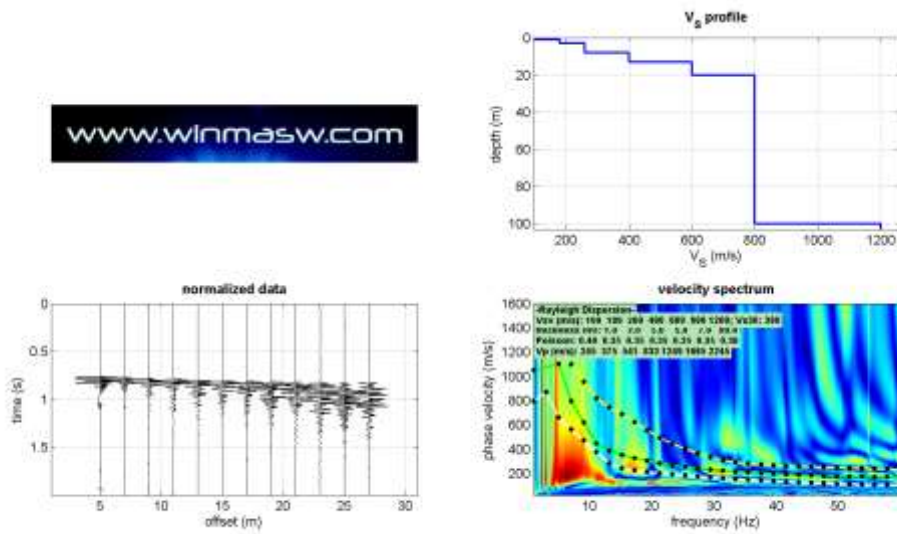 V_S profile
www.winmasw.com
0
20
40
60
80
100
depth (m)
200 400 600 800 1000 1200
V_S (m/s)
normalized data
0
0.5
1
1.5
time (s)
5 10 15 20 25 30
offset (m)
velocity spectrum
1600
1400
1200
1000
800
600
400
200
phase velocity (m/s)
-Rayleigh Dispersion-
10 20 30 40 50
frequency (Hz)